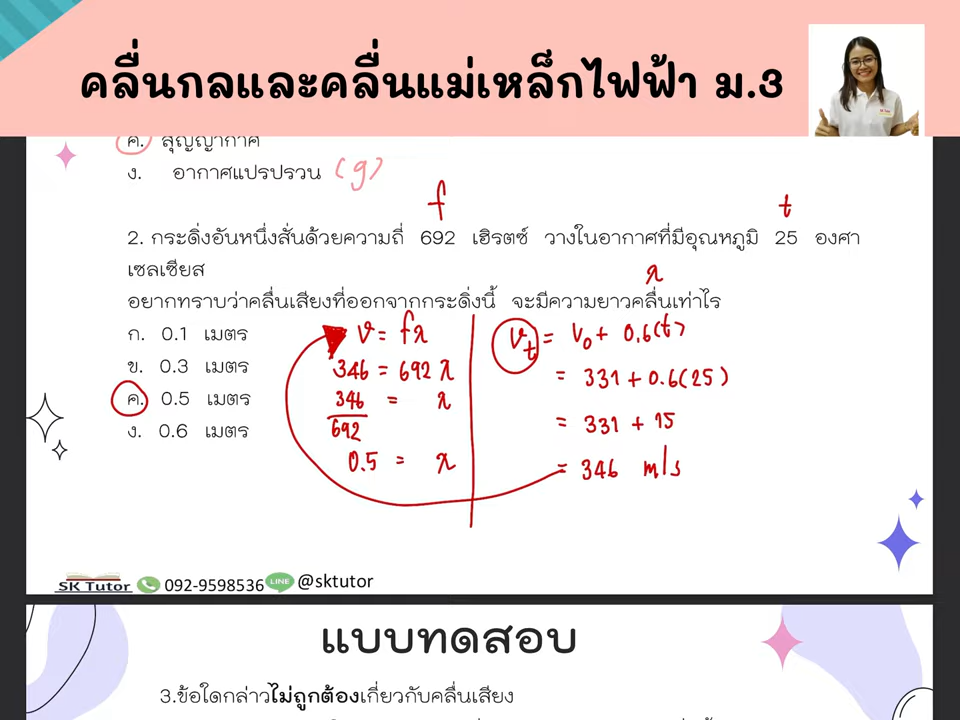 คลื่นกลและคลื่นแม่เหล็กไฟฟ้า ม.3
ค. สุญญากาศ
ง. อากาศแปรปรวน (g)
f
t
2. กระดิ่งอันหนึ่งสั่นด้วยความถี่ 692 เฮิรตซ์ วางในอากาศที่มีอุณหภูมิ 25 องศา
เซลเซียส
λ
อยากทราบว่าคลื่นเสียงที่ออกจากกระดิ่งนี้ จะมีความยาวคลื่นเท่าไร
ก. 0.1 เมตร
ข. 0.3 เมตร
ค. 0.5 เมตร
ง. 0.6 เมตร
v = fλ
346 = 692 λ
346/692 = λ
0.5 = λ
Vt = V0 + 0.6(t)
= 331 + 0.6(25)
= 331 + 15
= 346 m/s
SK Tutor 092-9598536 LINE @sktutor
แบบทดสอบ
3.ข้อใดกล่าวไม่ถูกต้องเกี่ยวกับคลื่นเสียง